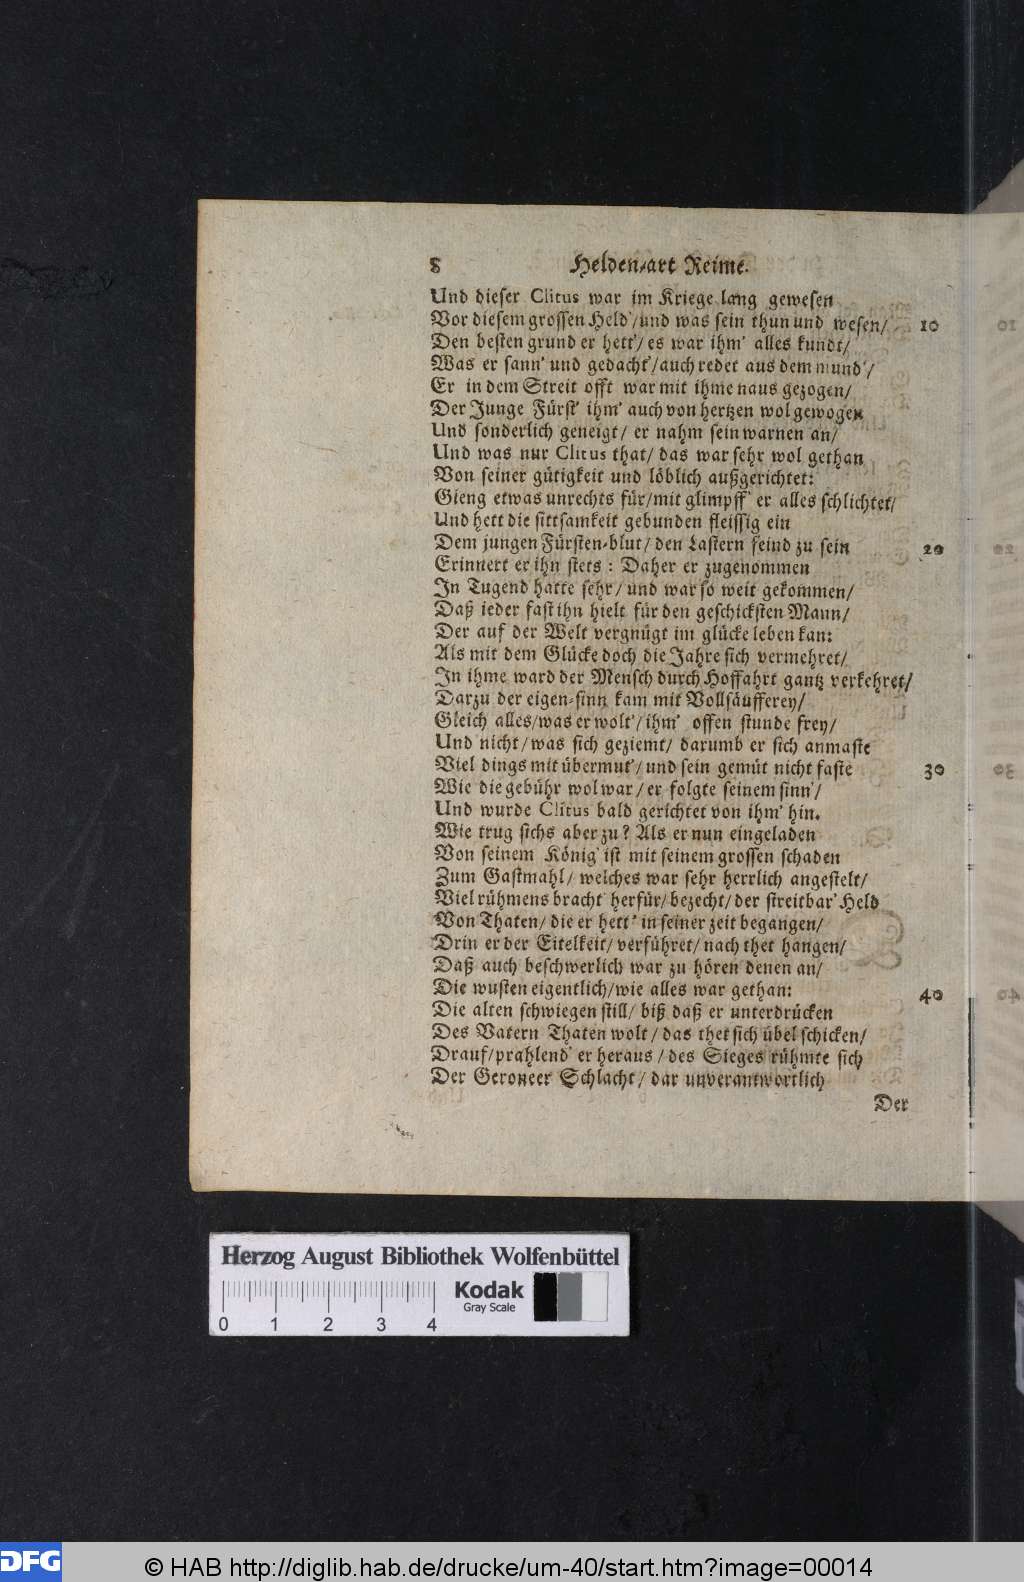 8 Helden-art Reime.
Und dieser Clitus war im Kriege lang gewesen
Vor diesem grossen Held'/und was sein thun und wesen/ 10
Den besten grund er hett'/ es war ihm' alles kundt/
Was er sann' und gedacht'/auch redet aus dem mund'/
Er in dem Streit offt war mit ihme naus gezogen/
Der Junge Fürst' ihm' auch von hertzen wol gewogen
Und sonderlich geneigt/ er nahm sein warnen an/
Und was nur Clitus that/ das war sehr wol gethan
Von seiner gütigkeit und löblich außgerichtet:
Gieng etwas unrechts für/mit glimpff' er alles schlichtet/
Und hett die sittsamkeit gebunden fleissig ein
Dem jungen Fürsten-blut/ den Lastern feind zu sein 20
Erinnert er ihn stets: Daher er zugenommen
In Tugend hatte sehr/ und war so weit gekommen/
Daß ieder fast ihn hielt für den geschicksten Mann/
Der auf der Welt vergnügt im glücke leben kan:
Als mit dem Glücke doch die Jahre sich vermehret/
In ihme ward der Mensch durch Hoffahrt gantz verkehret/
Darzu der eigen-sinn kam mit Vollsäufferey/
Gleich alles/was er wolt'/ihm' offen stunde frey/
Und nicht/was sich geziemt/ darumb er sich anmaste
Viel dings mit übermut'/und sein gemüt nicht faste 30
Wie die gebühr wol war/er folgte seinem sinn'/
Und wurde Clitus bald gerichtet von ihm' hin.
Wie trug sichs aber zu? Als er nun eingeladen
Von seinem König' ist mit seinem grossen schaden
Zum Gastmahl/ welches war sehr herrlich angestelt/
Viel rühmens bracht' herfür/bezecht/der streitbar' Held
Von Thaten/ die er hett' in seiner zeit begangen/
Drin er der Eitelkeit/verführet/nach thet hangen/
Daß auch beschwerlich war zu hören denen an/
Die wusten eigentlich/wie alles war gethan: 40
Die alten schwiegen still/ biß daß er unterdrücken
Des Vatern Thaten wolt/ das thet sich übel schicken/
Drauf/prahlend' er heraus/des Sieges rühmte sich
Der Geroneer Schlacht/ dar unverantwortlich
Der
Herzog August Bibliothek Wolfenbüttel
Kodak
Gray Scale
0 1 2 3 4
DFG
© HAB http://diglib.hab.de/drucke/um-40/start.htm?image=00014